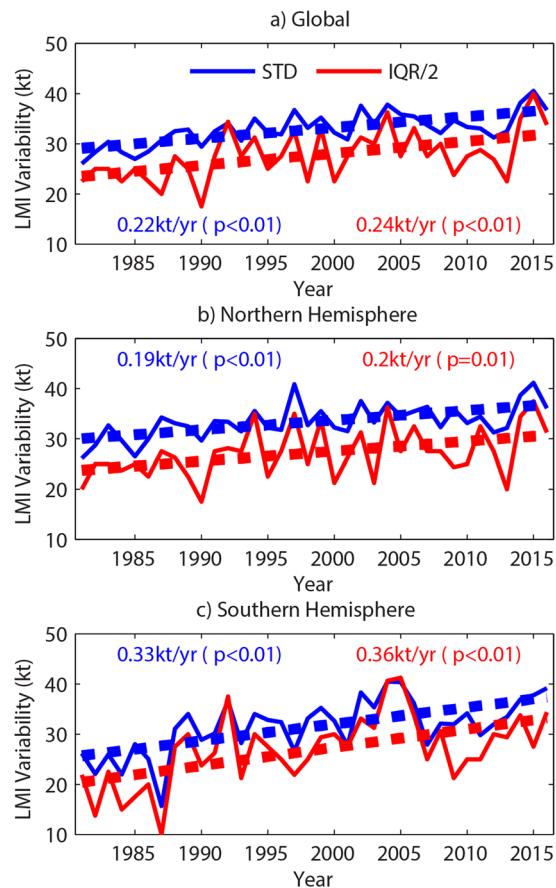 a) Global
50
40
30
20
10
LMI Variability (kt)
STD IQR/2
0.22kt/yr ( p<0.01) 0.24kt/yr ( p<0.01)
1985 1990 1995 2000 2005 2010 2015
Year
b) Northern Hemisphere
50
40
30
20
10
LMI Variability (kt)
0.19kt/yr ( p<0.01) 0.2kt/yr ( p=0.01)
1985 1990 1995 2000 2005 2010 2015
Year
c) Southern Hemisphere
50
40
30
20
10
LMI Variability (kt)
0.33kt/yr ( p<0.01) 0.36kt/yr ( p<0.01)
1985 1990 1995 2000 2005 2010 2015
Year